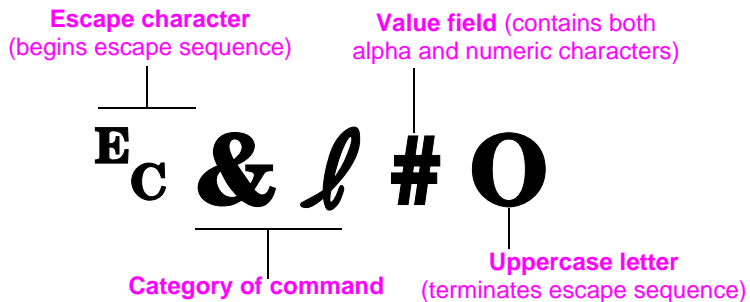 Escape character
(begins escape sequence)
Value field (contains both
alpha and numeric characters)
EC & ℓ # O
Category of command
Uppercase letter
(terminates escape sequence)